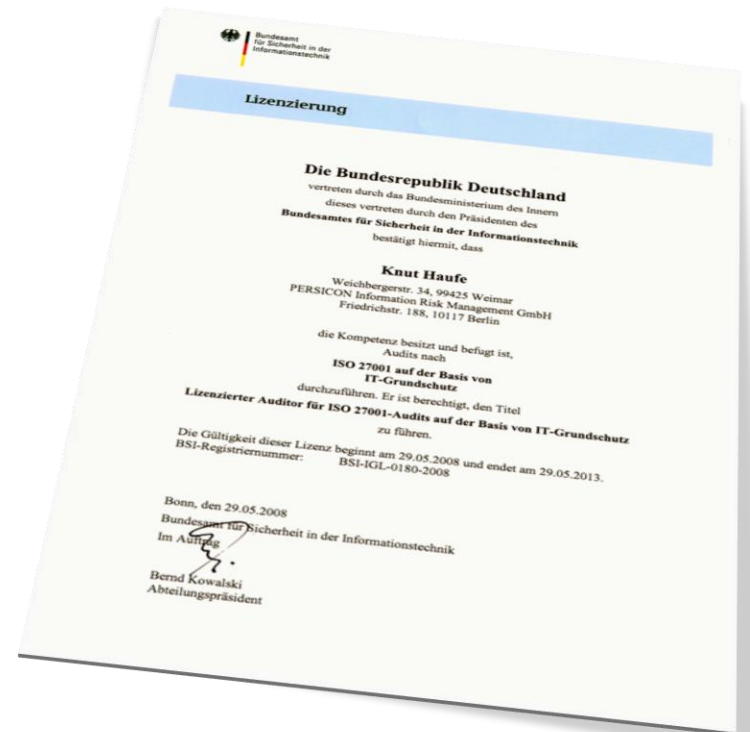 Bundesamt
für Sicherheit in der
Informationstechnik
Lizenzierung
Die Bundesrepublik Deutschland
vertreten durch das Bundesministerium des Innern
dieses vertreten durch den Präsidenten des
Bundesamtes für Sicherheit in der Informationstechnik
bestätigt hiermit, dass
Knut Haufe
Weichbergerstr. 34, 99425 Weimar
PERSICON Information Risk Management GmbH
Friedrichstr. 188, 10117 Berlin
die Kompetenz besitzt und befugt ist,
Audits nach
ISO 27001 auf der Basis von
IT-Grundschutz
durchzuführen. Er ist berechtigt, den Titel
Lizenzierter Auditor für ISO 27001-Audits auf der Basis von IT-Grundschutz
zu führen.
Die Gültigkeit dieser Lizenz beginnt am 29.05.2008 und endet am 29.05.2013.
BSI-Registriernummer: BSI-IGL-0180-2008
Bonn, den 29.05.2008
Bundesamt für Sicherheit in der Informationstechnik
Im Auftrag
Bernd Kowalski
Abteilungspräsident